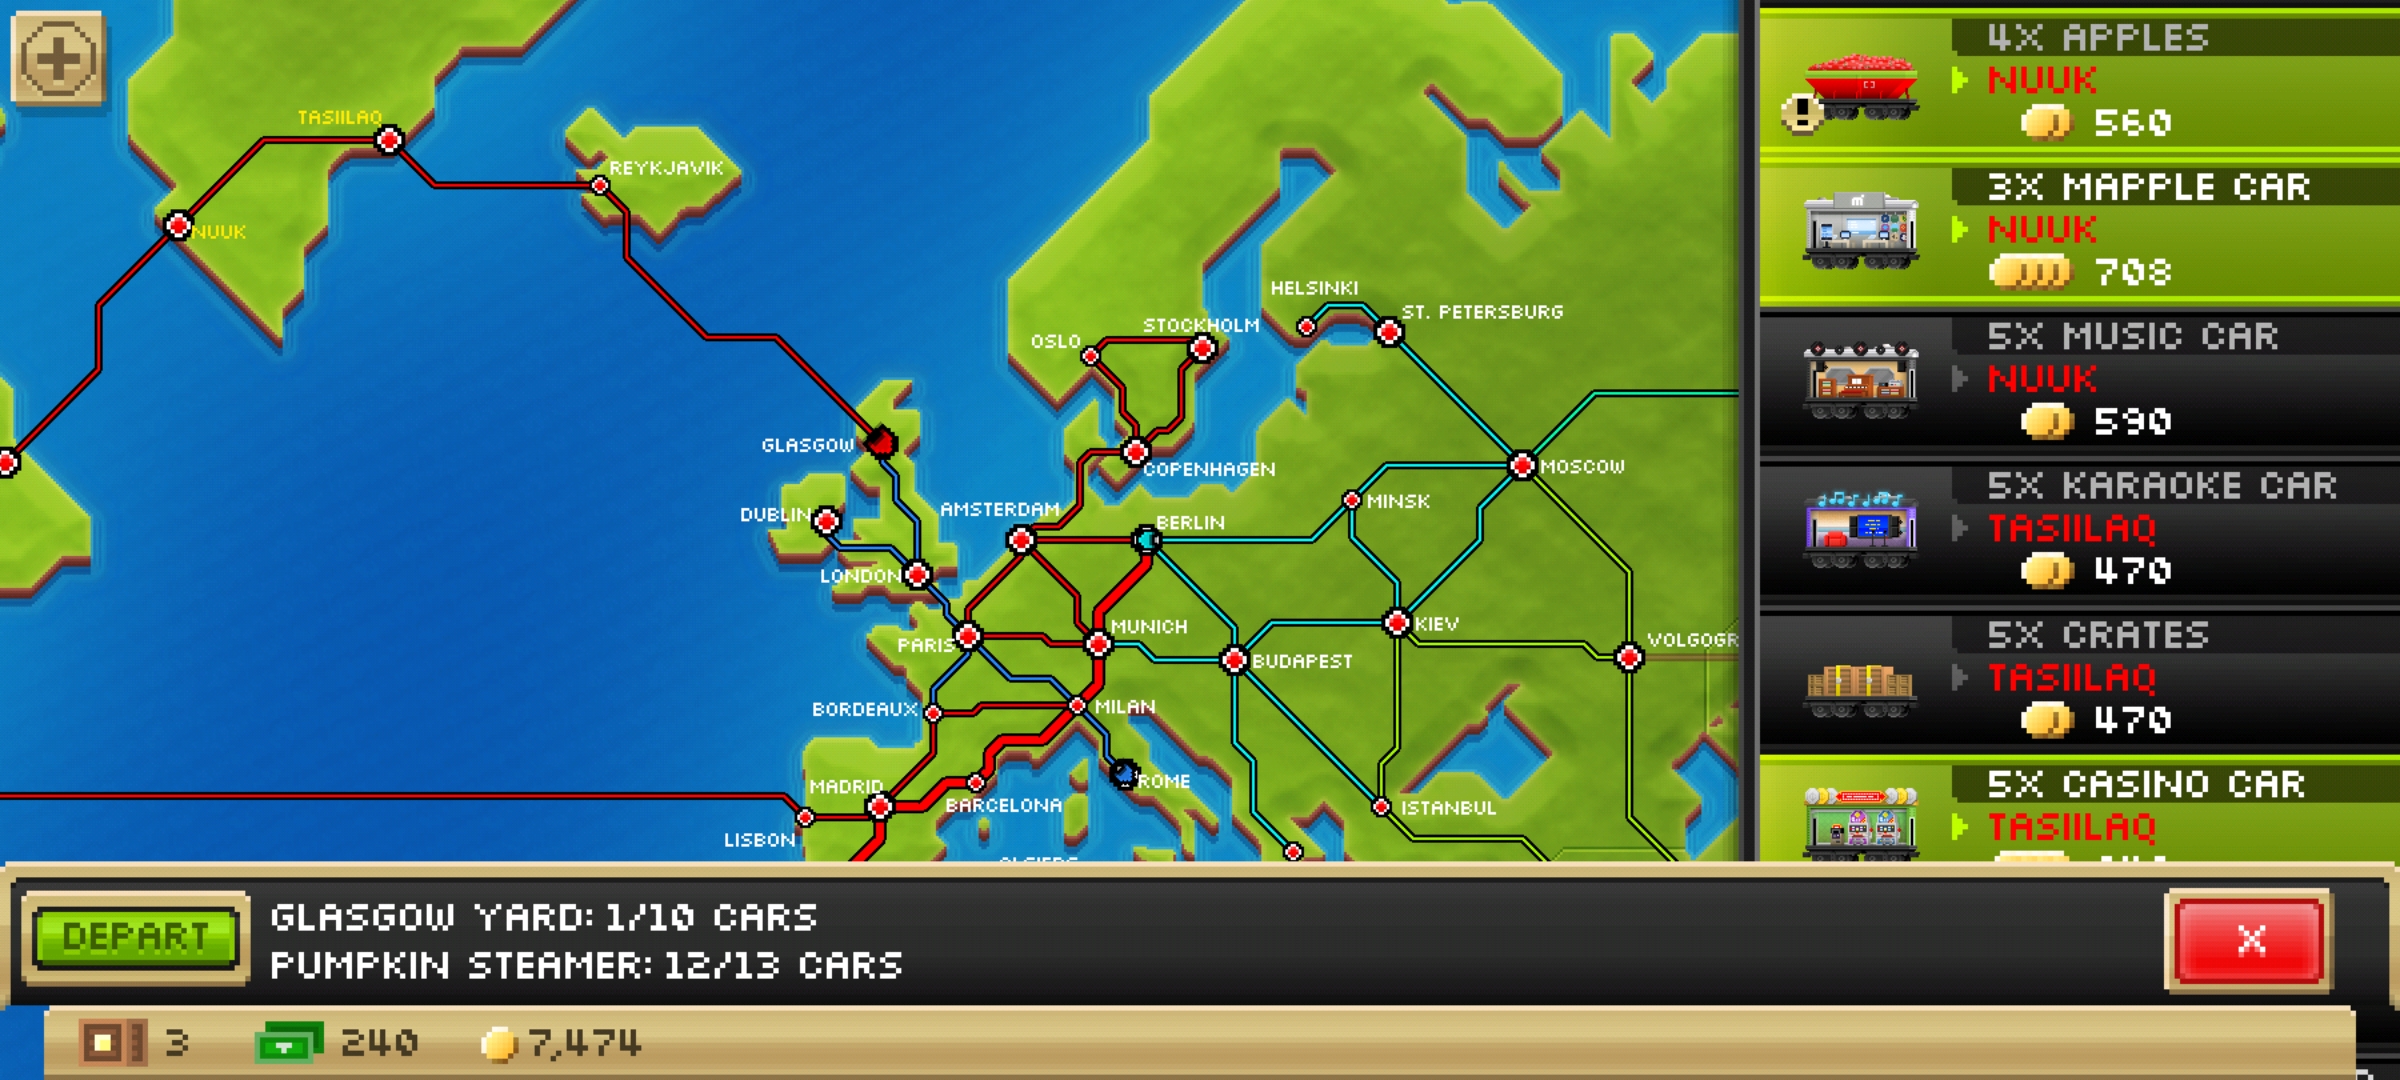 TASIILAQ
REYKJAVIK
NUUK
HELSINKI
ST. PETERSBURG
STOCKHOLM
OSLO
GLASGOW
COPENHAGEN
MOSCOW
MINSK
DUBLIN
AMSTERDAM
BERLIN
LONDON
MUNICH
KIEV
PARIS
BUDAPEST
BORDEAUX
MILAN
MADRID
ROME
BARCELONA
ISTANBUL
LISBON
4X APPLES
NUUK
560
3X MAPPLE CAR
m
NUUK
708
5X MUSIC CAR
NUUK
590
5X KARAOKE CAR
TASIILAQ
470
5X CRATES
TASIILAQ
470
5X CASINO CAR
TASIILAQ
DEPART
GLASGOW YARD: 1/10 CARS
PUMPKIN STEAMER: 12/13 CARS
X
3
240
7,474